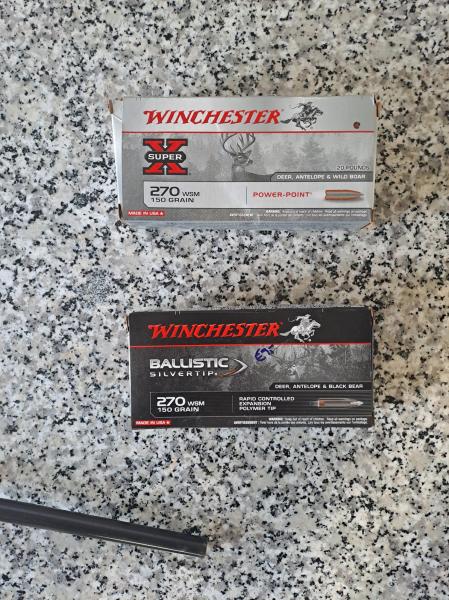 WINCHESTER
X
SUPER
20 ROUNDS
DEER, ANTELOPE & WILD BOAR
270 WSM
150 GRAIN
POWER-POINT®
MADE IN USA
WINCHESTER
BALLISTIC
SILVERTIP
DEER, ANTELOPE & BLACK BEAR
270 WSM
150 GRAIN
RAPID CONTROLLED
EXPANSION
POLYMER TIP
MADE IN USA